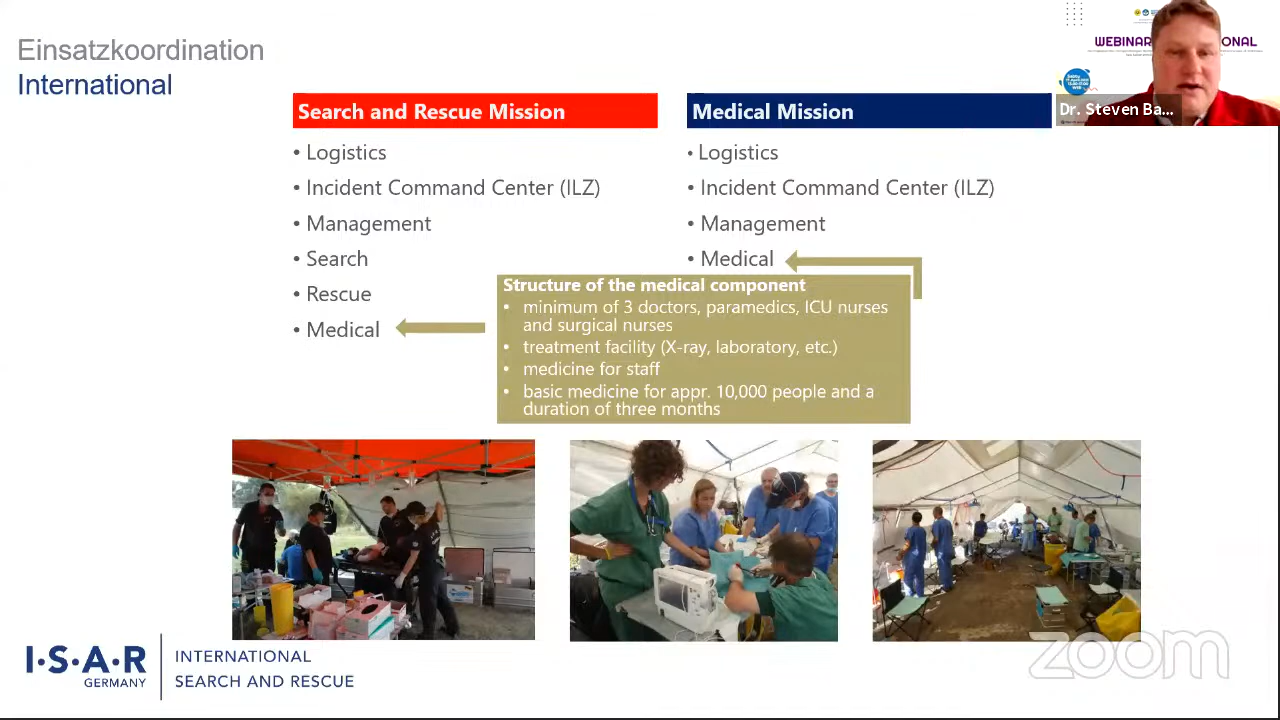 Einsatzkoordination
International
WEBINAR
ONAL
Dr. Steven Ba...
Search and Rescue Mission
• Logistics
• Incident Command Center (ILZ)
• Management
• Search
• Rescue
• Medical
Medical Mission
• Logistics
• Incident Command Center (ILZ)
• Management
• Medical
Structure of the medical component
• minimum of 3 doctors, paramedics, ICU nurses
and surgical nurses
• treatment facility (X-ray, laboratory, etc.)
• medicine for staff
• basic medicine for appr. 10,000 people and a
duration of three months
I·S·A·R
GERMANY
INTERNATIONAL
SEARCH AND RESCUE
zoom